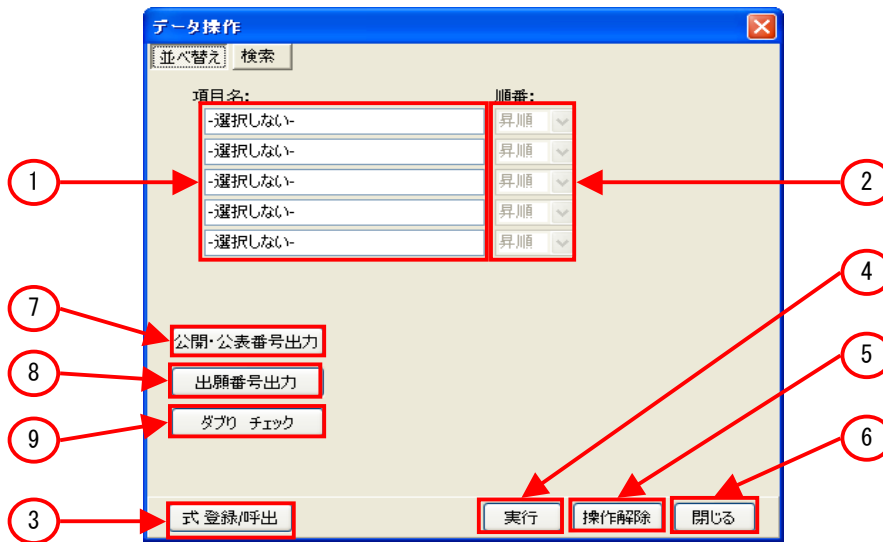 データ操作
並べ替え 検索
項目名: 順番:
-選択しない- 昇順
-選択しない- 昇順
1 -選択しない- 昇順 2
-選択しない- 昇順
-選択しない- 昇順
4
7
公開・公表番号出力
5
8 出願番号出力
ダブり チェック
9
6
3 式 登録/呼出 実行 操作解除 閉じる